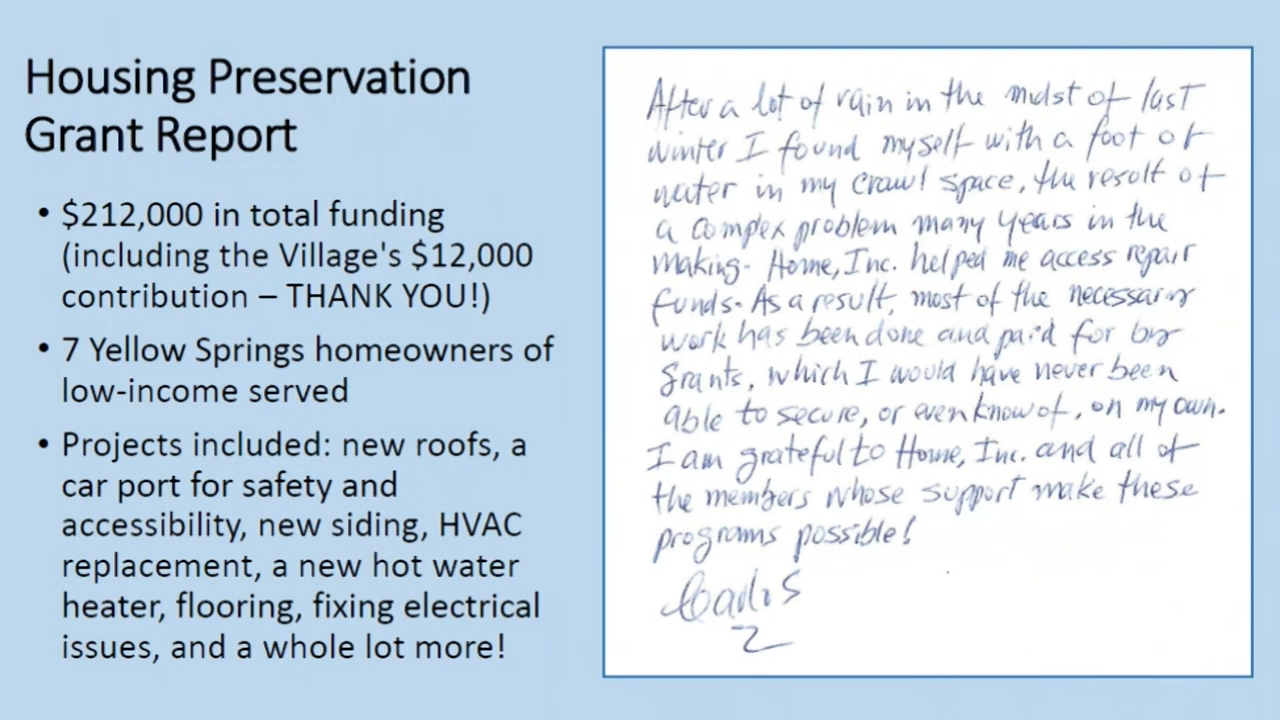 Housing Preservation
Grant Report
• $212,000 in total funding
(including the Village's $12,000
contribution – THANK YOU!)
• 7 Yellow Springs homeowners of
low-income served
• Projects included: new roofs, a
car port for safety and
accessibility, new siding, HVAC
replacement, a new hot water
heater, flooring, fixing electrical
issues, and a whole lot more!
After a lot of rain in the midst of last
winter I found myself with a foot of
water in my crawl space, the result of
a complex problem many years in the
making. Home, Inc. helped me access repair
funds. As a result, most of the necessary
work has been done and paid for by
grants, which I would have never been
able to secure, or even know of, on my own.
I am grateful to Home, Inc. and all of
the members whose support make these
programs possible!
Carlos